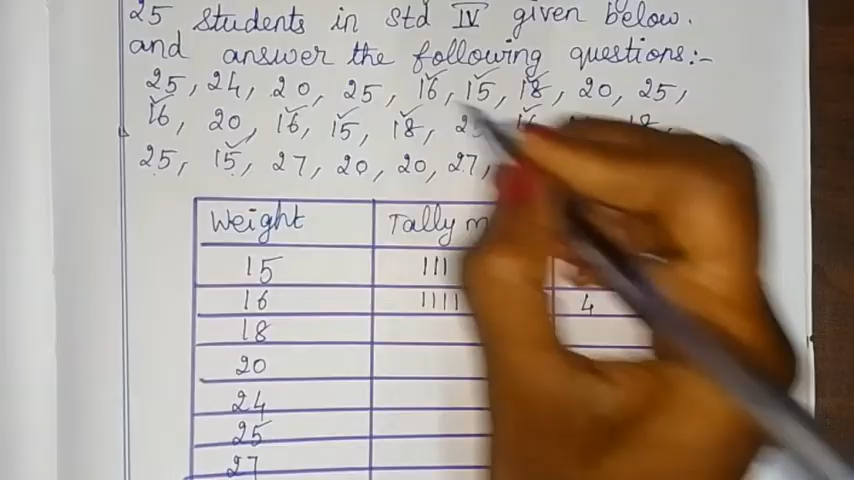 25 students in std IV given below.
and answer the following questions:-
25, 24, 20, 25, 16, 15, 18, 20, 25,
16, 20, 16, 15, 18,
25, 15, 27, 20, 20, 27,
Weight Tally
15 |||
16 |||| 4
18
20
24
25
27